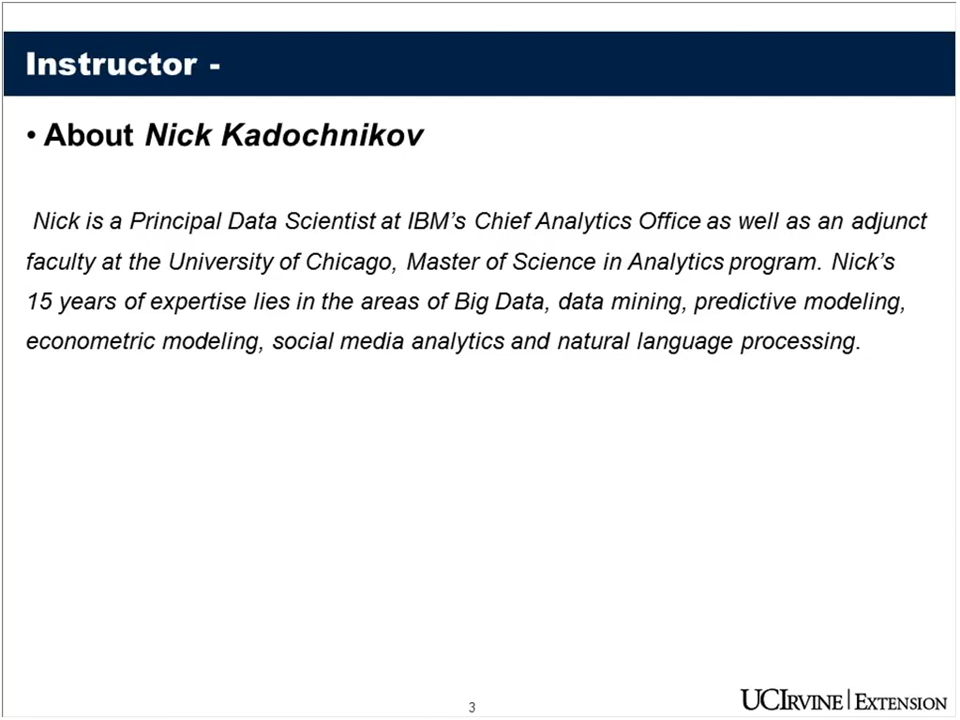 Instructor -
• About Nick Kadochnikov
Nick is a Principal Data Scientist at IBM’s Chief Analytics Office as well as an adjunct
faculty at the University of Chicago, Master of Science in Analytics program. Nick’s
15 years of expertise lies in the areas of Big Data, data mining, predictive modeling,
econometric modeling, social media analytics and natural language processing.
3
UCIRVINE | EXTENSION